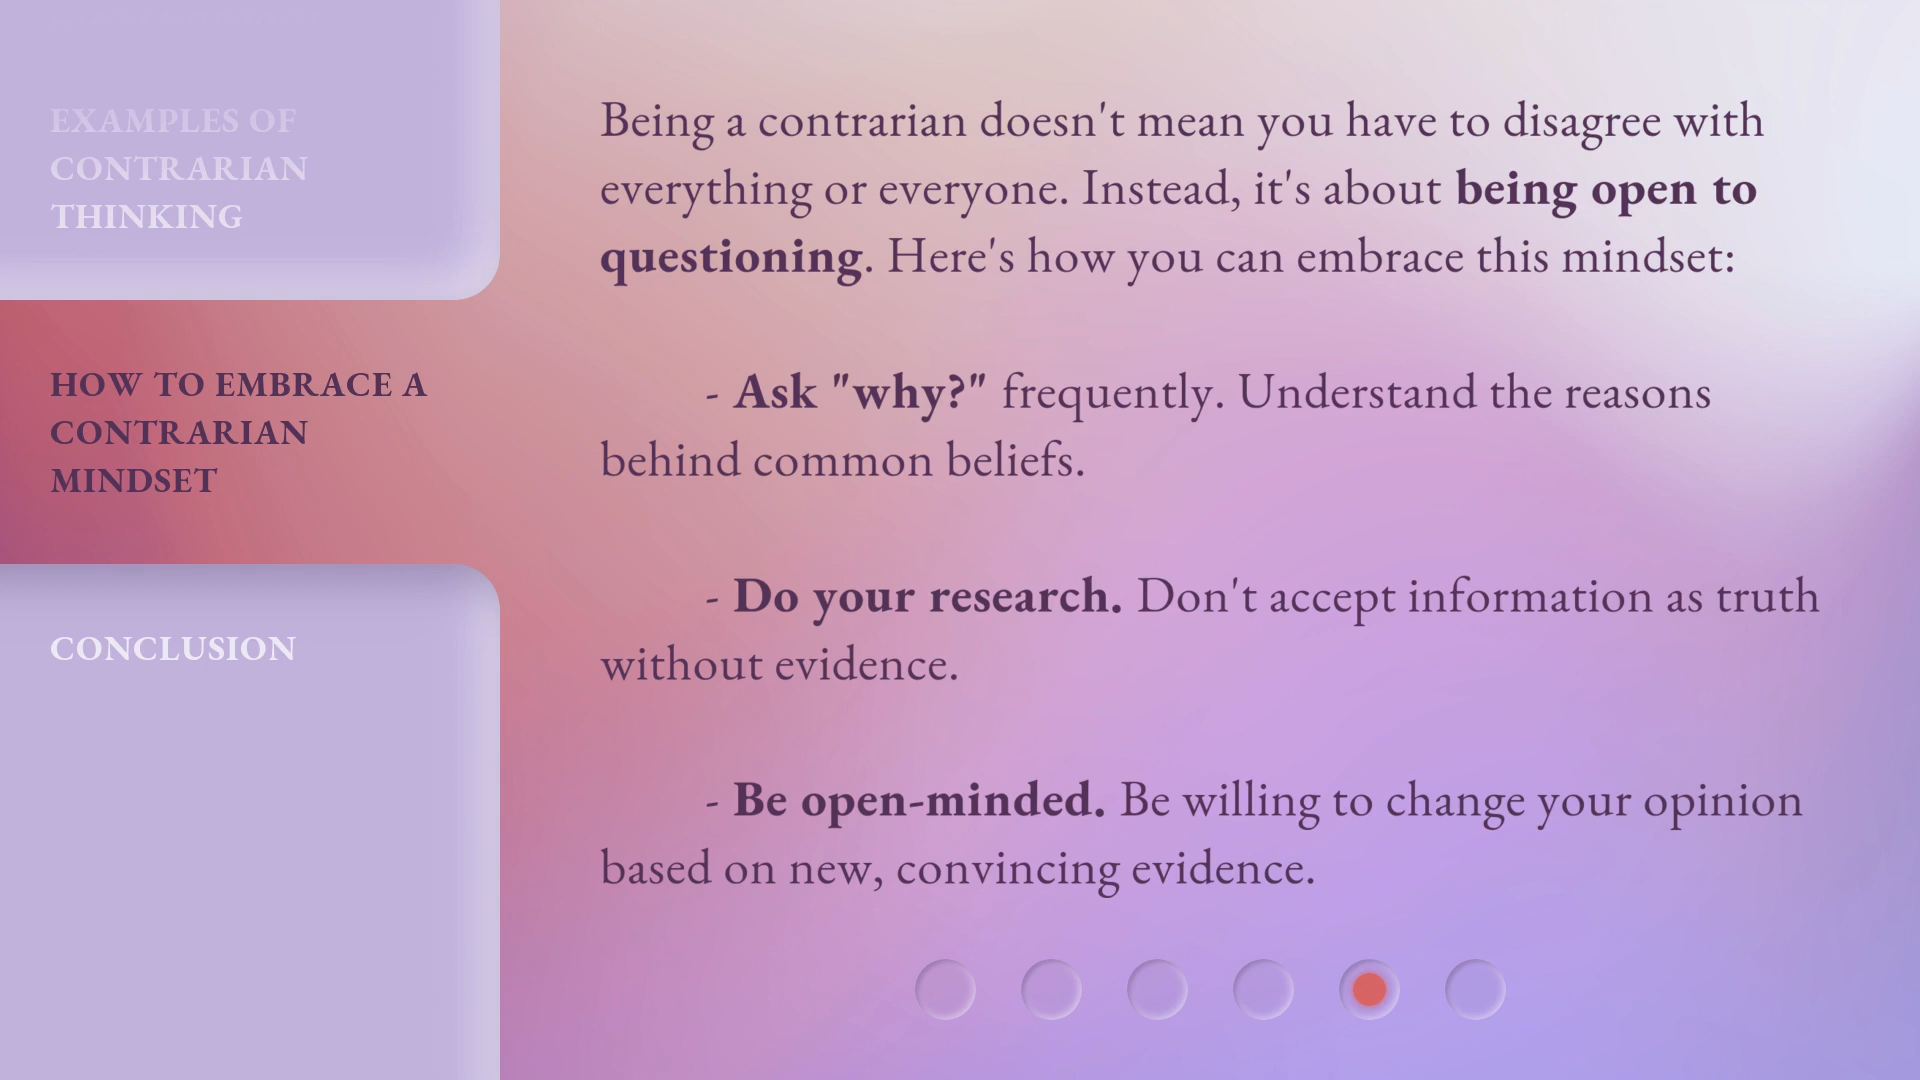 EXAMPLES OF
CONTRARIAN
THINKING
HOW TO EMBRACE A
CONTRARIAN
MINDSET
CONCLUSION
Being a contrarian doesn't mean you have to disagree with
everything or everyone. Instead, it's about being open to
questioning. Here's how you can embrace this mindset:
- Ask "why?" frequently. Understand the reasons
behind common beliefs.
- Do your research. Don't accept information as truth
without evidence.
- Be open-minded. Be willing to change your opinion
based on new, convincing evidence.